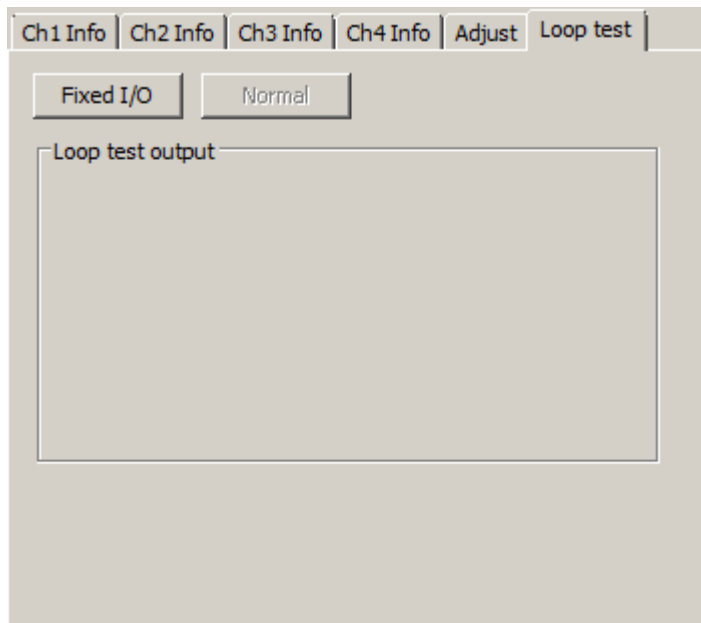 Ch1 Info Ch2 Info Ch3 Info Ch4 Info Adjust Loop test
Fixed I/O Normal
Loop test output